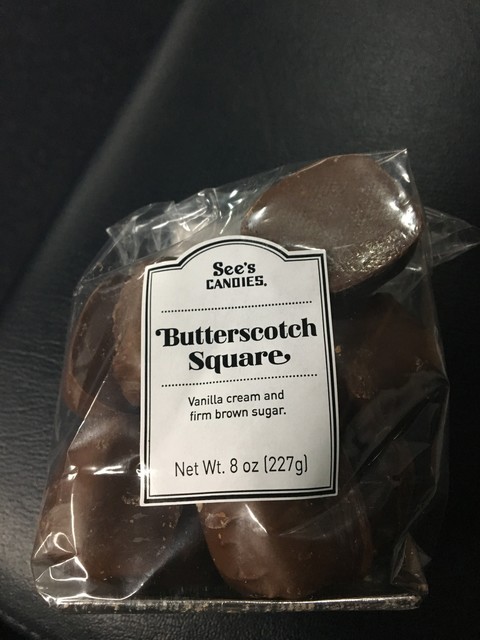 See's
CANDIES®
Butterscotch
Square®
Vanilla cream and
firm brown sugar.
Net Wt. 8 oz (227g)